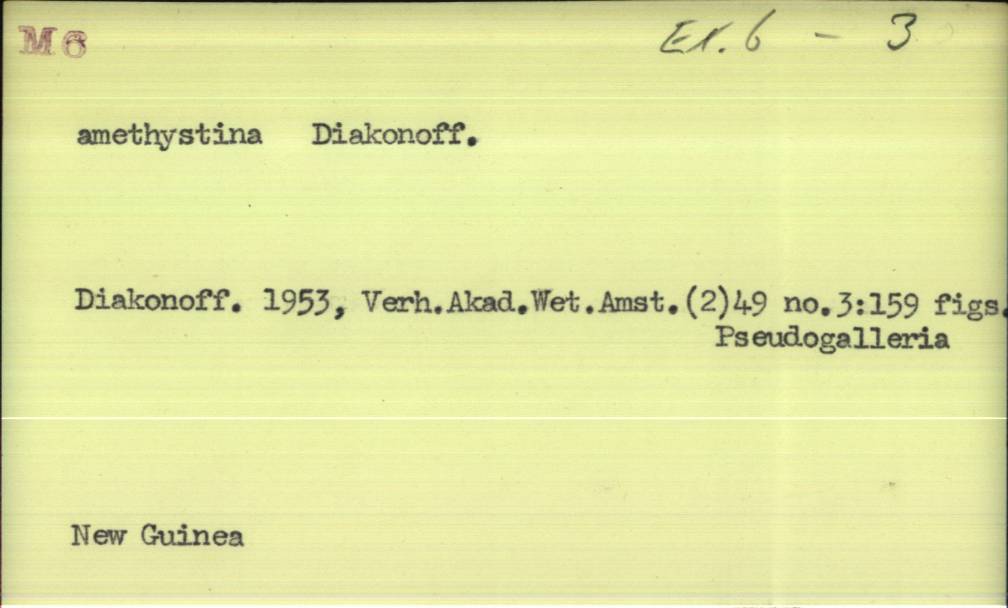 M6
Ex. 6 - 3
amethystina Diakonoff.
Diakonoff. 1953, Verh.Akad.Wet.Amst.(2)49 no.3:159 figs.
Pseudogalleria
New Guinea